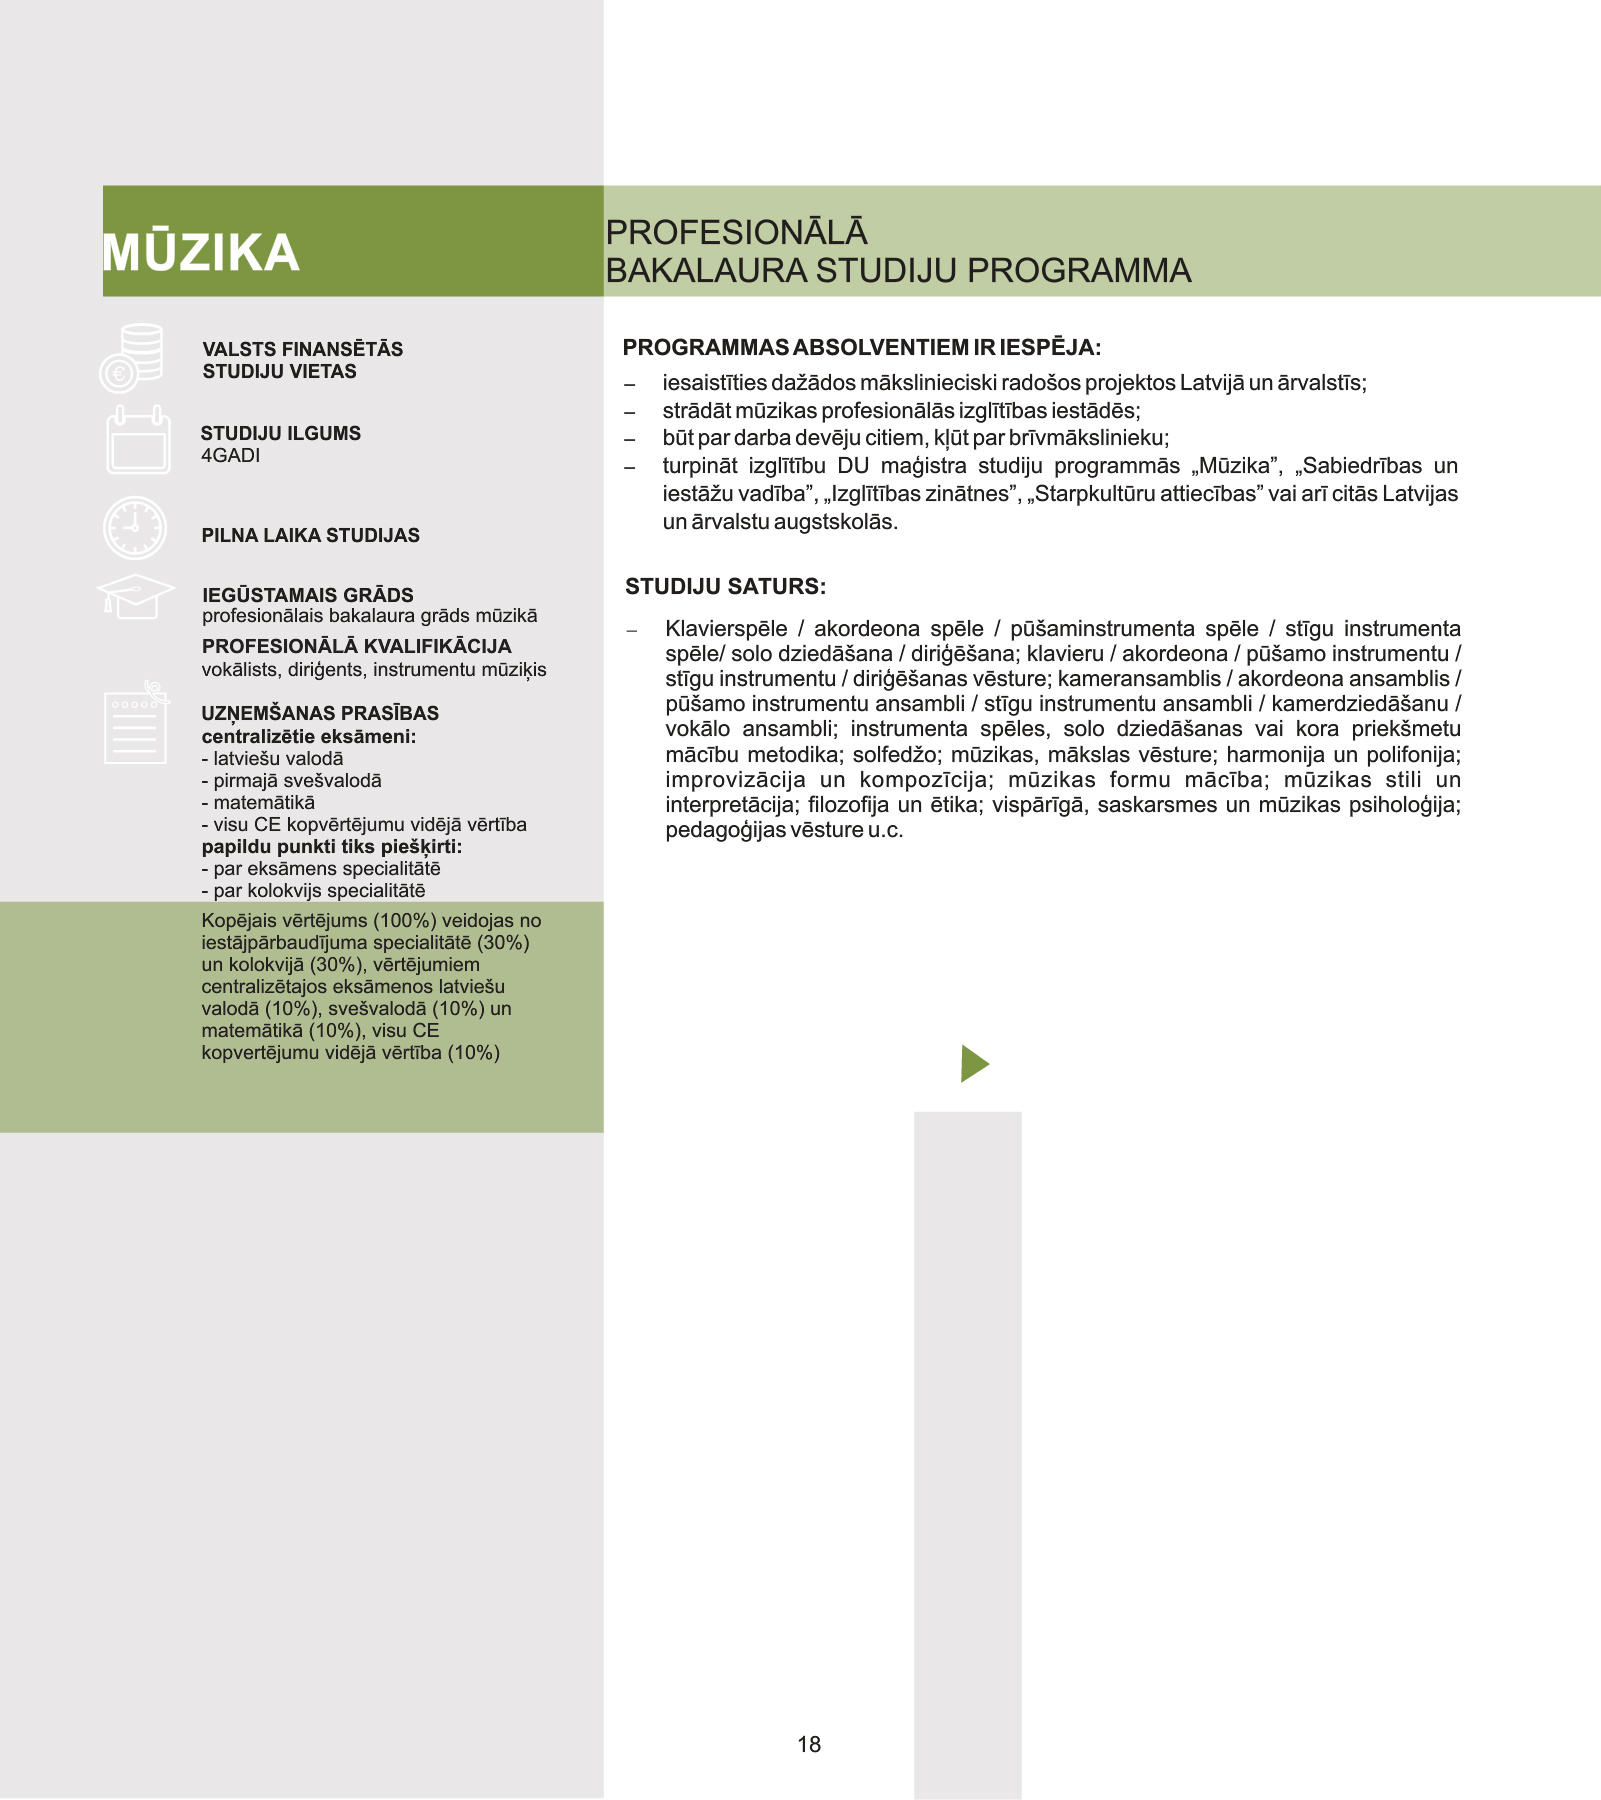 MŪZIKA
PROFESIONĀLĀ
BAKALAURA STUDIJU PROGRAMMA
VALSTS FINANSĒTĀS
STUDIJU VIETAS
STUDIJU ILGUMS
4GADI
PILNA LAIKA STUDIJAS
IEGŪSTAMAIS GRĀDS
profesionālais bakalaura grāds mūzikā
PROFESIONĀLĀ KVALIFIKĀCIJA
vokālists, diriģents, instrumentu mūziķis
UZŅEMŠANAS PRASĪBAS
centralizētie eksāmeni:
- latviešu valodā
- pirmajā svešvalodā
- matemātikā
- visu CE kopvērtējumu vidējā vērtība
papildu punkti tiks piešķirti:
- par eksāmens specialitātē
- par kolokvijs specialitātē
Kopējais vērtējums (100%) veidojas no
iestājpārbaudījuma specialitātē (30%)
un kolokvijā (30%), vērtējumiem
centralizētajos eksāmenos latviešu
valodā (10%), svešvalodā (10%) un
matemātikā (10%), visu CE
kopvertējumu vidējā vērtība (10%)
PROGRAMMAS ABSOLVENTIEM IR IESPĒJA:
– iesaistīties dažādos mākslinieciski radošos projektos Latvijā un ārvalstīs;
– strādāt mūzikas profesionālās izglītības iestādēs;
– būt par darba devēju citiem, kļūt par brīvmākslinieku;
– turpināt izglītību DU maģistra studiju programmās „Mūzika”, „Sabiedrības un
iestāžu vadība”, „Izglītības zinātnes”, „Starpkultūru attiecības” vai arī citās Latvijas
un ārvalstu augstskolās.
STUDIJU SATURS:
– Klavierspēle / akordeona spēle / pūšaminstrumenta spēle / stīgu instrumenta
spēle/ solo dziedāšana / diriģēšana; klavieru / akordeona / pūšamo instrumentu /
stīgu instrumentu / diriģēšanas vēsture; kameransamblis / akordeona ansamblis /
pūšamo instrumentu ansambli / stīgu instrumentu ansambli / kamerdziedāšanu /
vokālo ansambli; instrumenta spēles, solo dziedāšanas vai kora priekšmetu
mācību metodika; solfedžo; mūzikas, mākslas vēsture; harmonija un polifonija;
improvizācija un kompozīcija; mūzikas formu mācība; mūzikas stili un
interpretācija; filozofija un ētika; vispārīgā, saskarsmes un mūzikas psiholoģija;
pedagoģijas vēsture u.c.
18